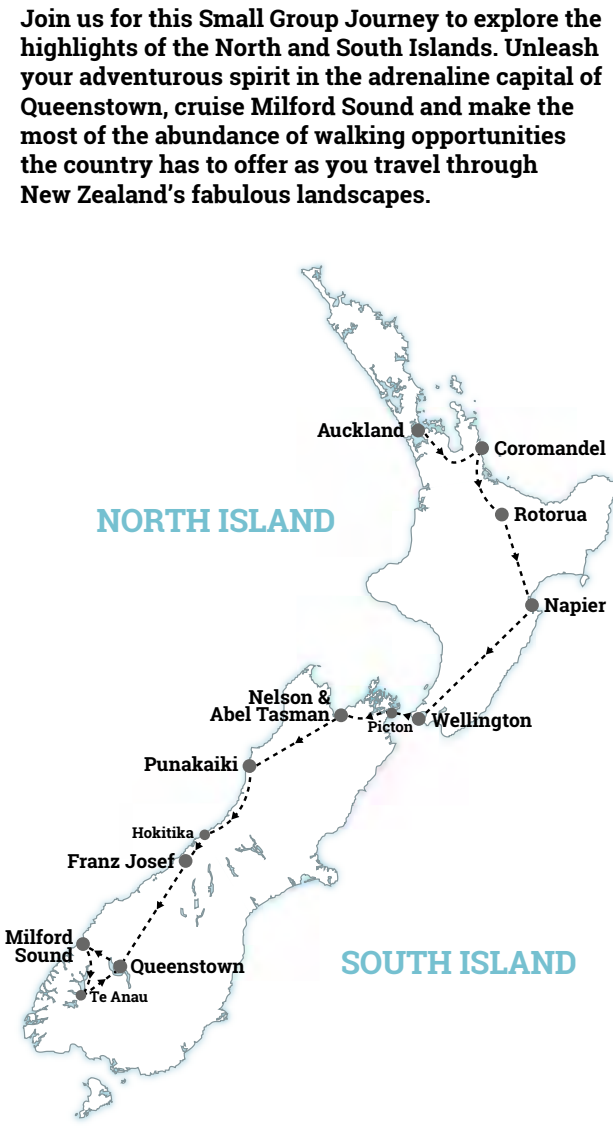 Join us for this Small Group Journey to explore the
highlights of the North and South Islands. Unleash
your adventurous spirit in the adrenaline capital of
Queenstown, cruise Milford Sound and make the
most of the abundance of walking opportunities
the country has to offer as you travel through
New Zealand’s fabulous landscapes.
Auckland
Coromandel
NORTH ISLAND
Rotorua
Napier
Nelson &
Abel Tasman
Picton
Wellington
Punakaiki
Hokitika
Franz Josef
Milford
Sound
Queenstown
SOUTH ISLAND
Te Anau